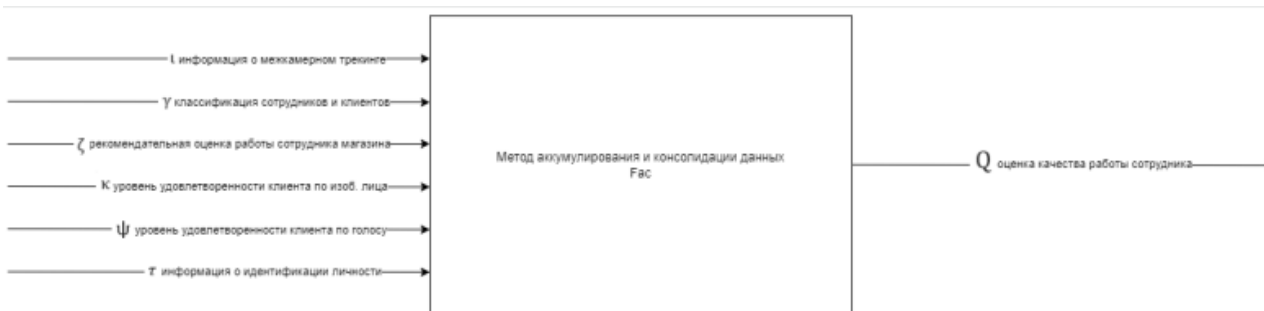 ι информация о межкамерном трекинге
γ классификация сотрудников и клиентов
ζ рекомендательная оценка работы сотрудника магазина
κ уровень удовлетворенности клиента по изоб. лица
ψ уровень удовлетворенности клиента по голосу
τ информация о идентификации личности
Метод аккумулирования и консолидации данных
Fac
Q оценка качества работы сотрудника